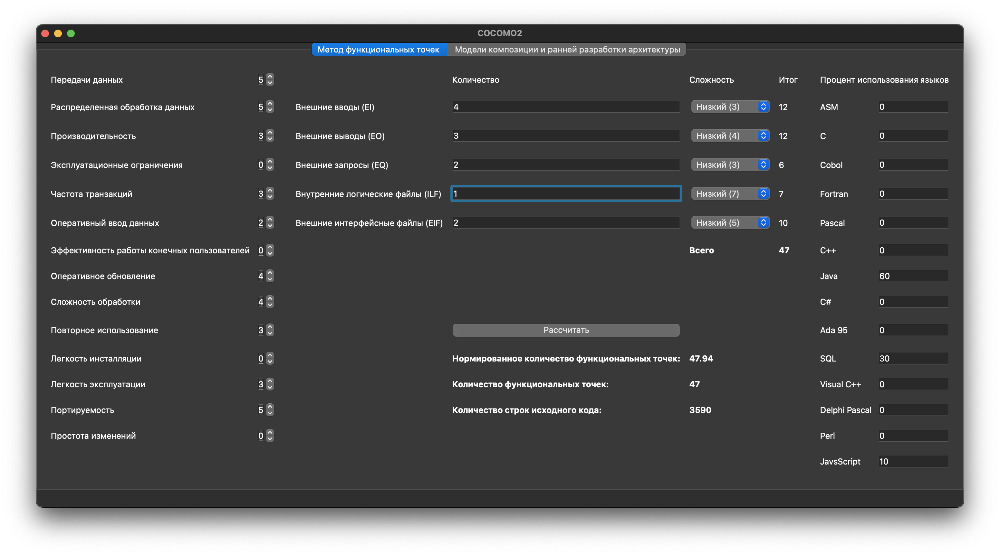 COCOMO2
Метод функциональных точек Модели композиции и ранней разработки архитектуры
Передачи данных 5 Количество Сложность Итог Процент использования языков
Распределенная обработка данных 5 Внешние вводы (EI) 4 Низкий (3) 12 ASM 0
Производительность 3 Внешние выводы (EO) 3 Низкий (4) 12 C 0
Эксплуатационные ограничения 0 Внешние запросы (EQ) 2 Низкий (3) 6 Cobol 0
Частота транзакций 3 Внутренние логические файлы (ILF) 1 Низкий (7) 7 Fortran 0
Оперативный ввод данных 2 Внешние интерфейсные файлы (EIF) 2 Низкий (5) 10 Pascal 0
Эффективность работы конечных пользователей 0 Всего 47 C++ 0
Оперативное обновление 4 Java 60
Сложность обработки 4 C# 0
Повторное использование 3 Рассчитать Ada 95 0
Легкость инсталляции 0 Нормированное количество функциональных точек: 47.94 SQL 30
Легкость эксплуатации 3 Количество функциональных точек: 47 Visual C++ 0
Портируемость 5 Количество строк исходного кода: 3590 Delphi Pascal 0
Простота изменений 0 Perl 0
JavsScript 10